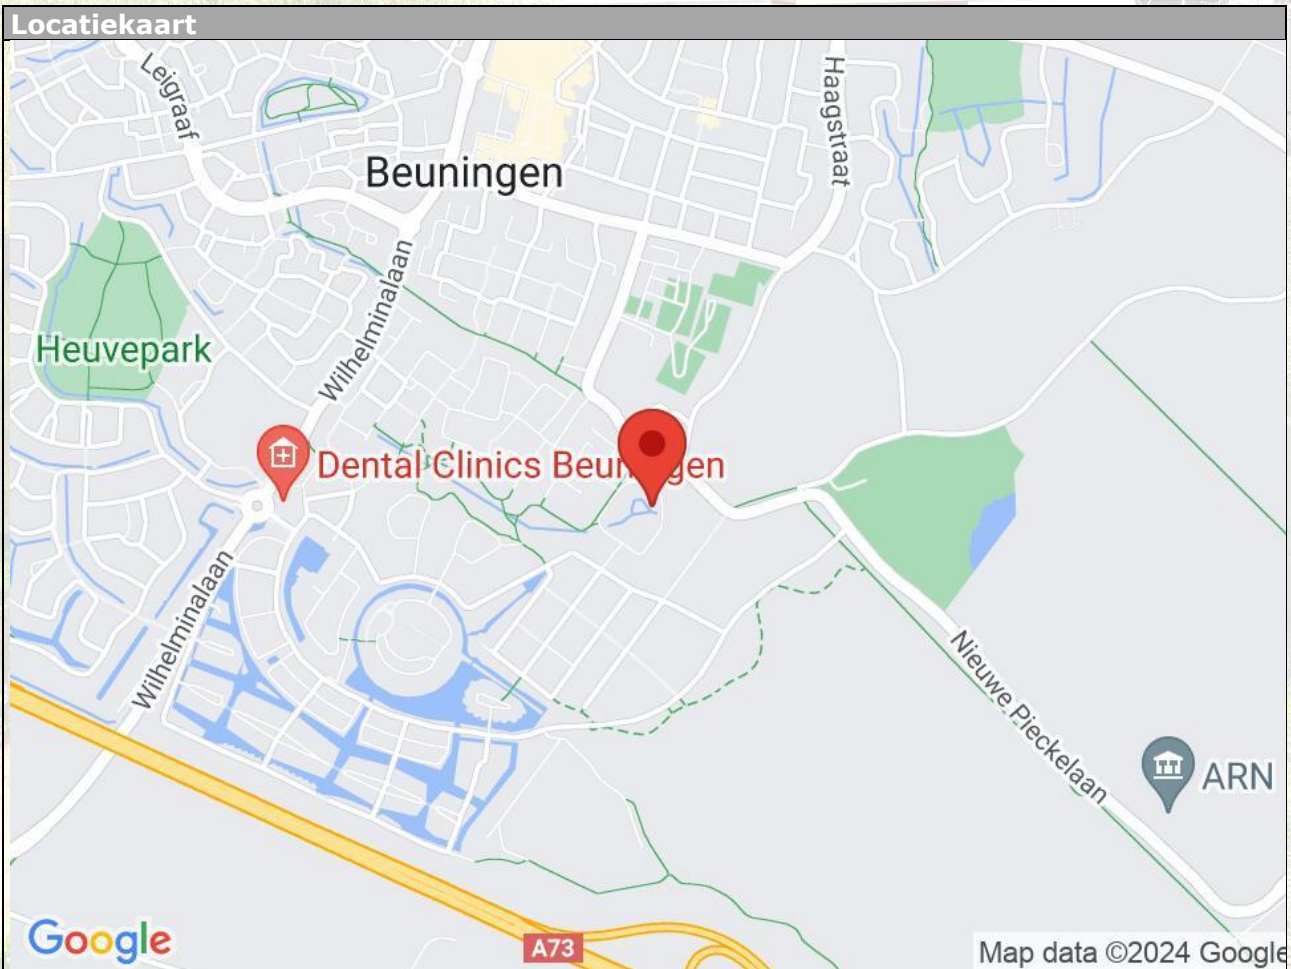 Locatiekaart
Leigraaf
Haagstraat
Beuningen
Wilhelminalaan
Heuvepark
Dental Clinics Beuningen
Wilhelminalaan
Nieuwe Pieckelaan
ARN
Google
A73
Map data ©2024 Google